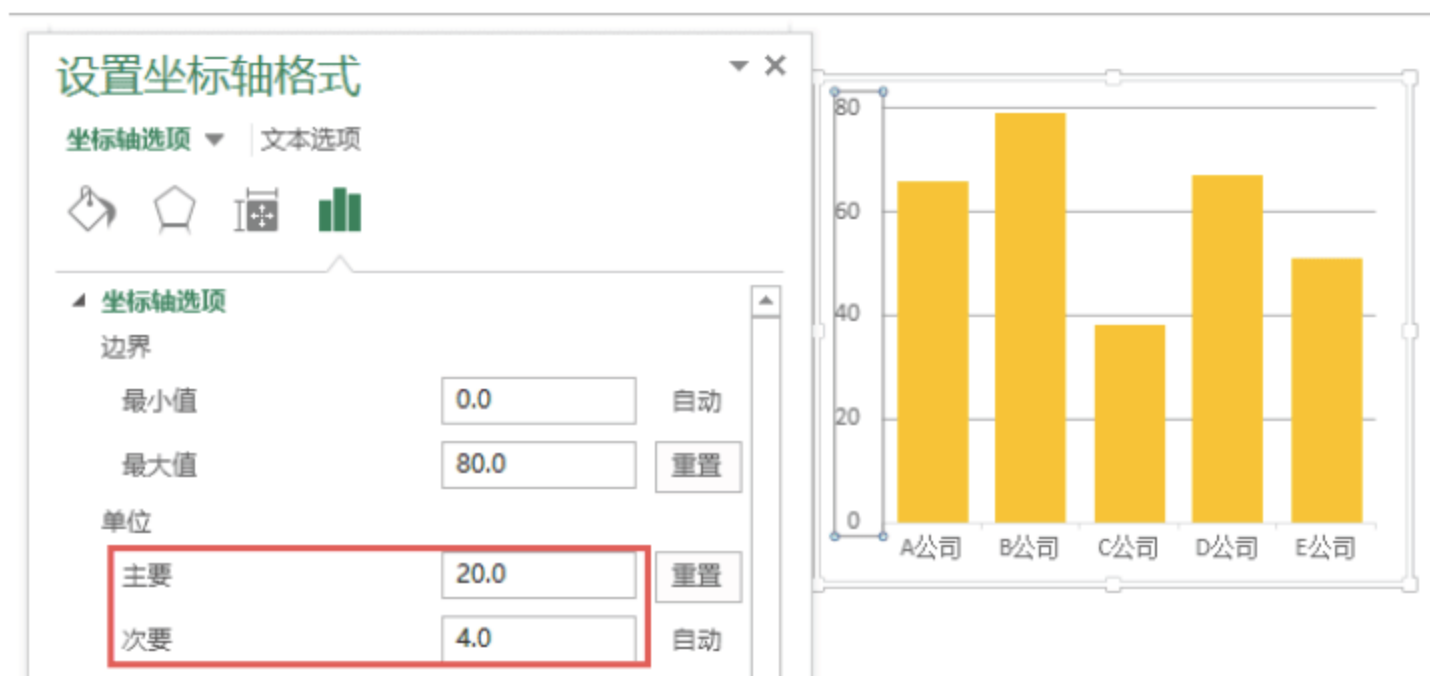 设置坐标轴格式
坐标轴选项 文本选项
坐标轴选项
边界
最小值 0.0 自动
最大值 80.0 重置
单位
主要 20.0 重置
次要 4.0 自动
80
60
40
20
0
A公司 B公司 C公司 D公司 E公司